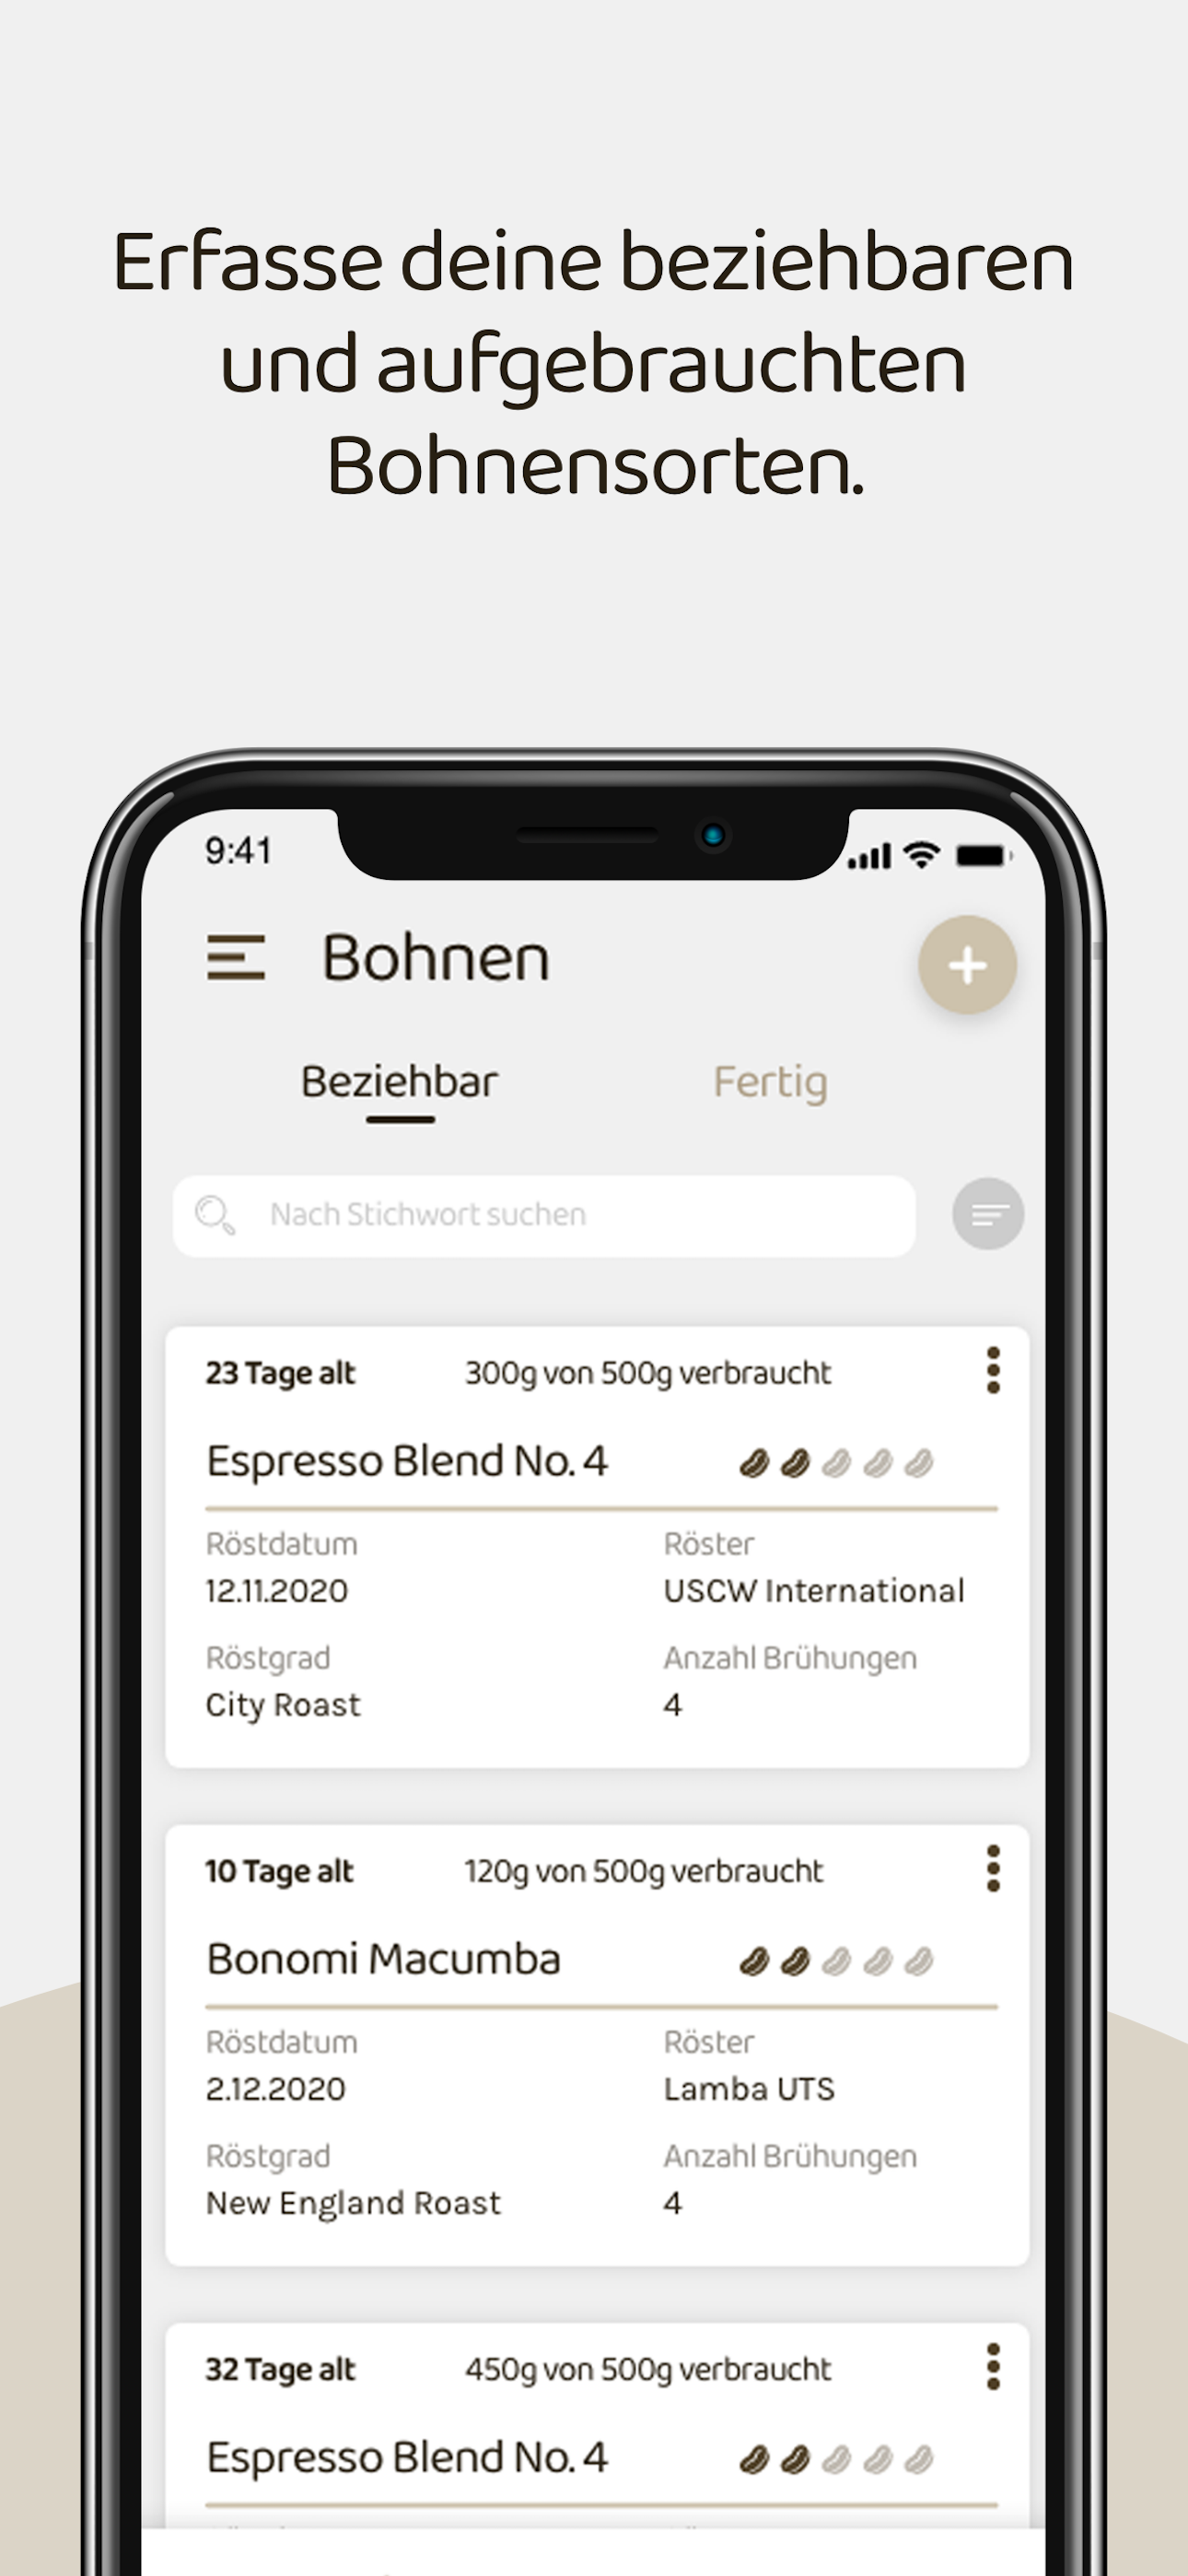 Erfasse deine beziehbaren
und aufgebrauchten
Bohnensorten.
9:41
Bohnen
Beziehbar Fertig
Nach Stichwort suchen
23 Tage alt 300g von 500g verbraucht
Espresso Blend No. 4
Röstdatum Röster
12.11.2020 USCW International
Röstgrad Anzahl Brühungen
City Roast 4
10 Tage alt 120g von 500g verbraucht
Bonomi Macumba
Röstdatum Röster
2.12.2020 Lamba UTS
Röstgrad Anzahl Brühungen
New England Roast 4
32 Tage alt 450g von 500g verbraucht
Espresso Blend No. 4